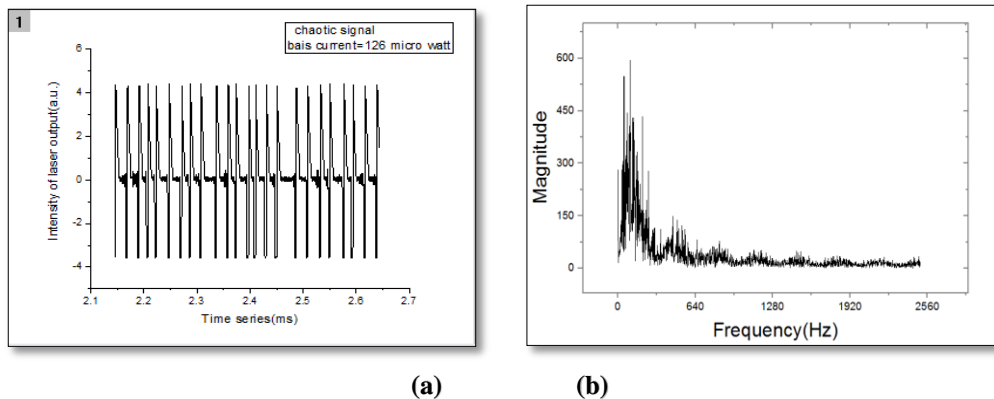 1
chaotic signal
bais current=126 micro watt
6
4
2
0
-2
-4
Intensity of laser output(a.u.)
2.1 2.2 2.3 2.4 2.5 2.6 2.7
Time series(ms)
600
450
300
150
0
Magnitude
0 640 1280 1920 2560
Frequency(Hz)
(a) (b)